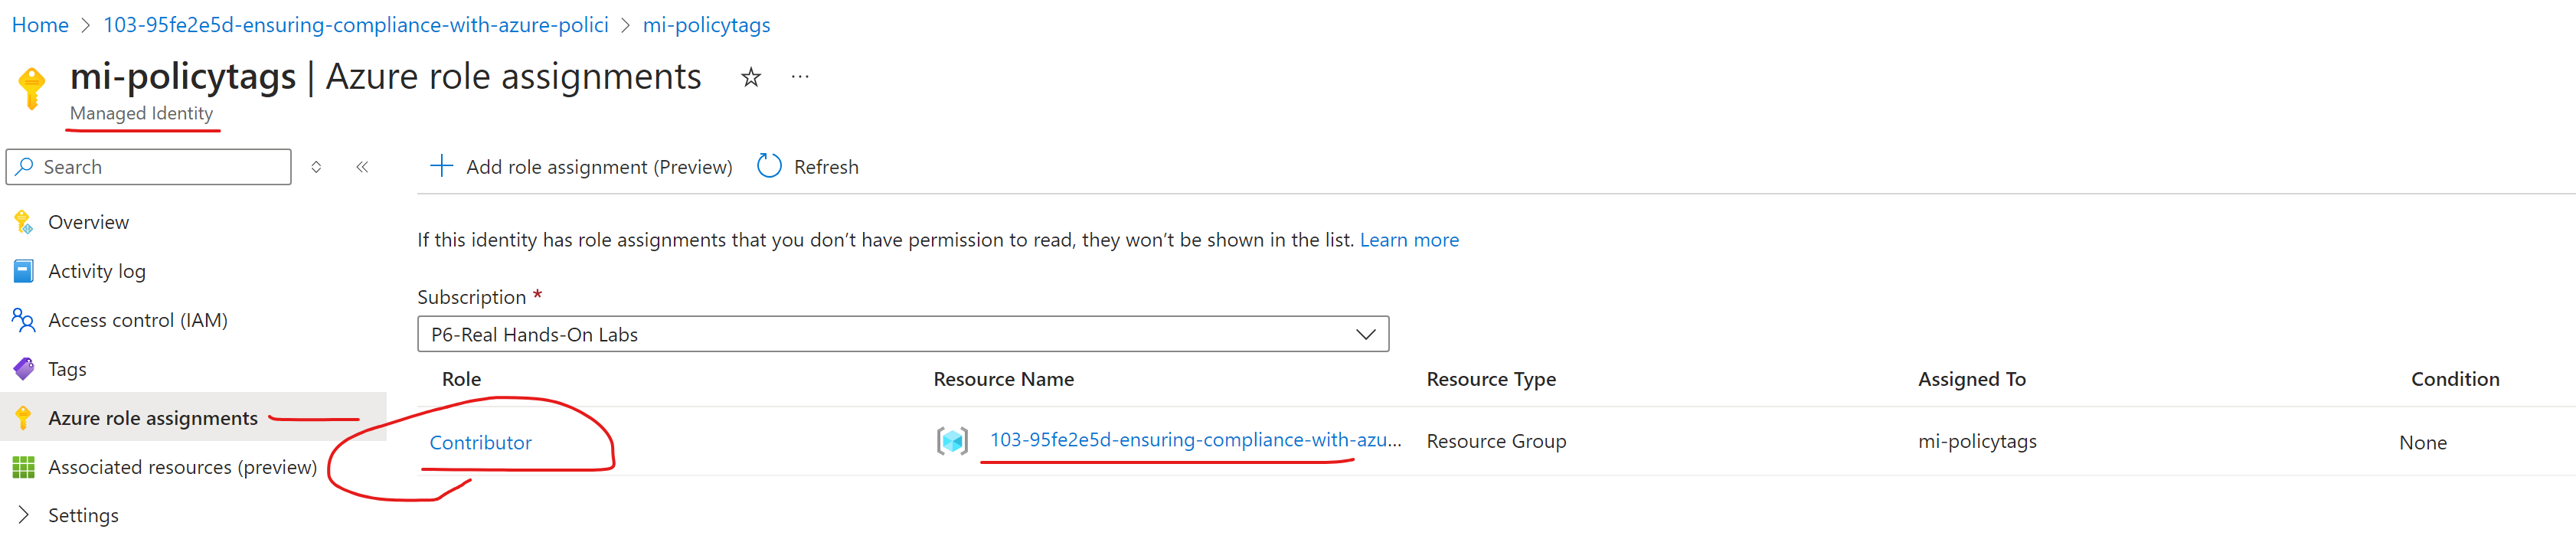 Home > 103-95fe2e5d-ensuring-compliance-with-azure-polici > mi-policytags
mi-policytags | Azure role assignments ...
Managed Identity
Search
Overview
Activity log
Access control (IAM)
Tags
Azure role assignments
Associated resources (preview)
Settings
Add role assignment (Preview) Refresh
If this identity has role assignments that you don’t have permission to read, they won’t be shown in the list. Learn more
Subscription *
P6-Real Hands-On Labs
Role Resource Name Resource Type Assigned To Condition
Contributor 103-95fe2e5d-ensuring-compliance-with-azu... Resource Group mi-policytags None